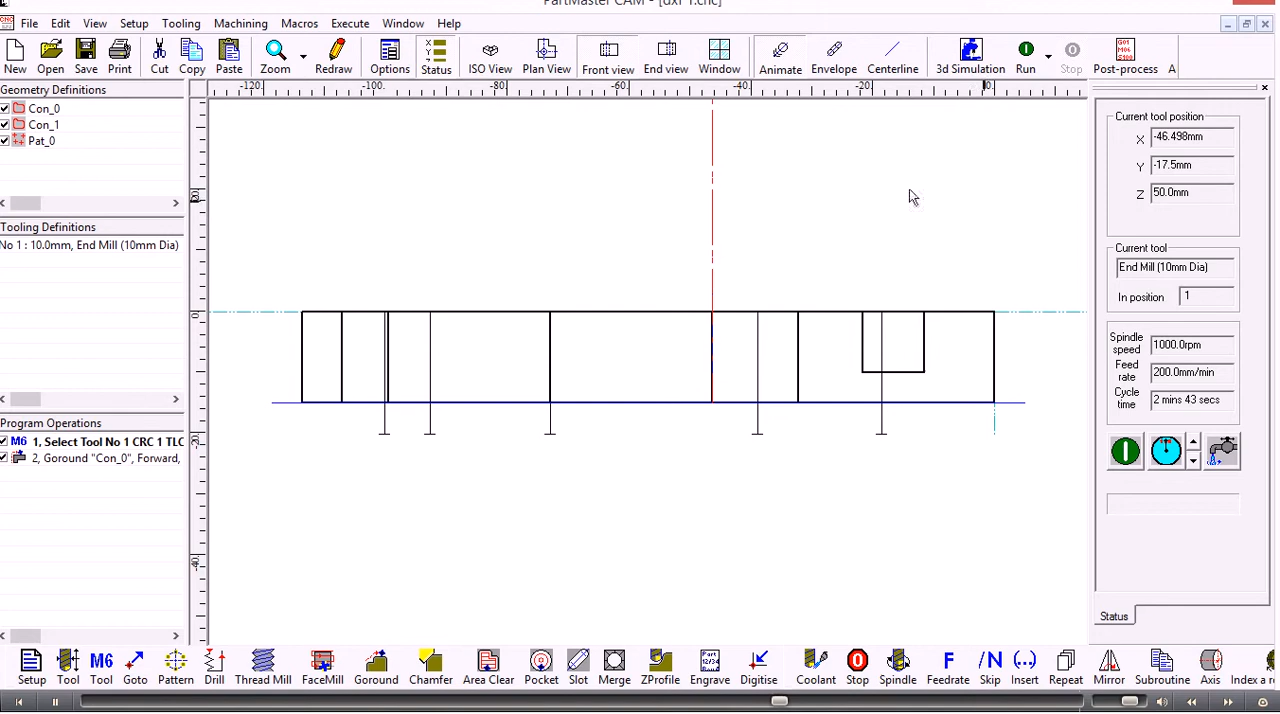 PartMaster CAM - [dxf 1.cnc]
File Edit View Setup Tooling Machining Macros Execute Window Help
New Open Save Print Cut Copy Paste Zoom Redraw Options Status ISO View Plan View Front view End view Window Animate Envelope Centerline 3d Simulation Run Stop Post-process A
Geometry Definitions
Con_0
Con_1
Pat_0
Tooling Definitions
No 1 : 10.0mm, End Mill (10mm Dia)
Program Operations
M6 1, Select Tool No 1 CRC 1 TLC
2, Goround "Con_0", Forward,
-120 -100 -80 -60 -40 -20 0.
Current tool position
X -46.498mm
Y -17.5mm
Z 50.0mm
Current tool
End Mill (10mm Dia)
In position 1
Spindle speed 1000.0rpm
Feed rate 200.0mm/min
Cycle time 2 mins 43 secs
Status
M6 F /N (...)
Setup Tool Tool Goto Pattern Drill Thread Mill FaceMill Goround Chamfer Area Clear Pocket Slot Merge ZProfile Engrave Digitise Coolant Stop Spindle Feedrate Skip Insert Repeat Mirror Subroutine Axis Index a ro